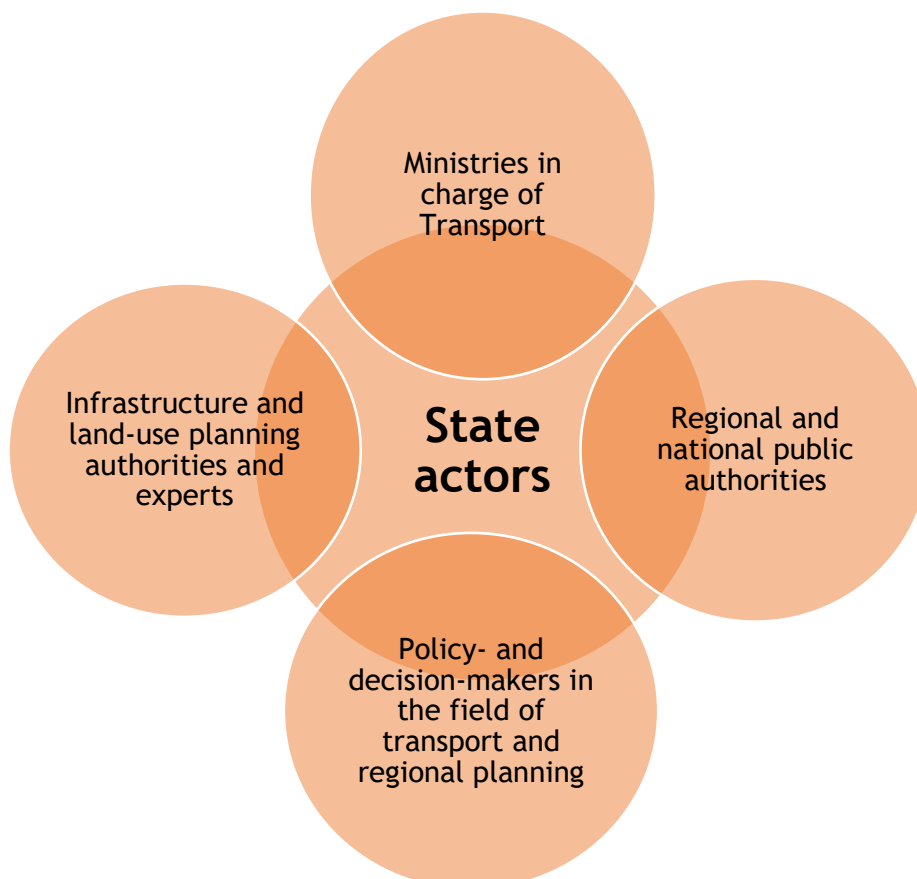 Ministries in
charge of
Transport
Infrastructure and
land-use planning
authorities and
experts
State
actors
Regional and
national public
authorities
Policy- and
decision-makers in
the field of
transport and
regional planning